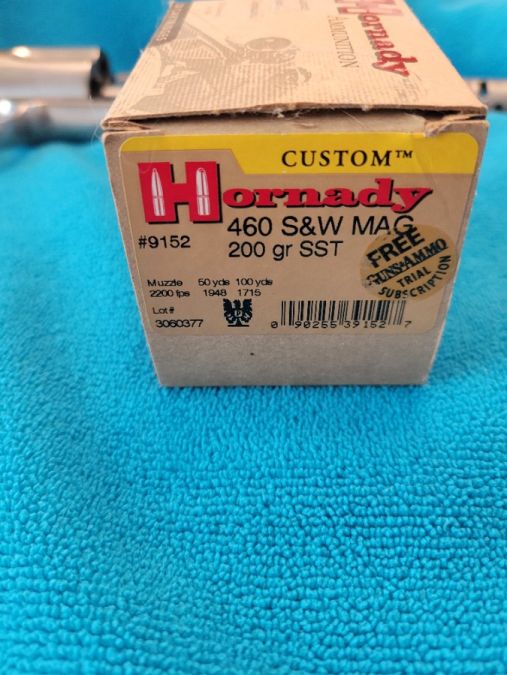 Hornady
AMMUNITION
CUSTOM™
Hornady
460 S&W MAG
#9152
200 gr SST
FREE
GUNS&AMMO
TRIAL
SUBSCRIPTION
Muzzle 50 yds 100 yds
2200 fps 1948 1715
Lot#
3060377
0 90255 39152 7